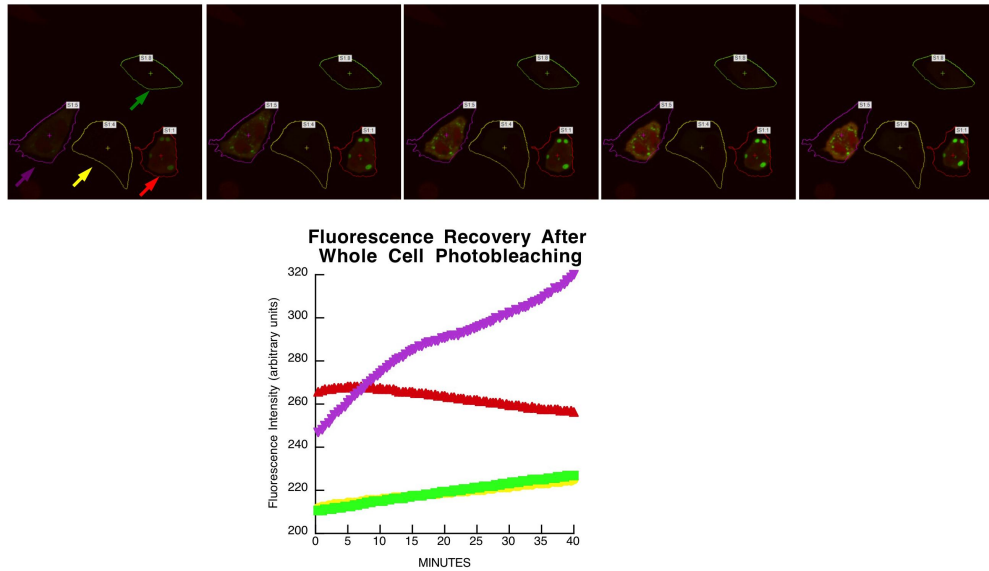 S1:8
S1:5
S1:4
S1:1
S1:8
S1:5
S1:4
S1:1
S1:8
S1:5
S1:4
S1:1
S1:8
S1:5
S1:4
S1:1
S1:8
S1:5
S1:4
S1:1
Fluorescence Recovery After
Whole Cell Photobleaching
Fluorescence Intensity (arbitrary units)
320
300
280
260
240
220
200
0 5 10 15 20 25 30 35 40
MINUTES